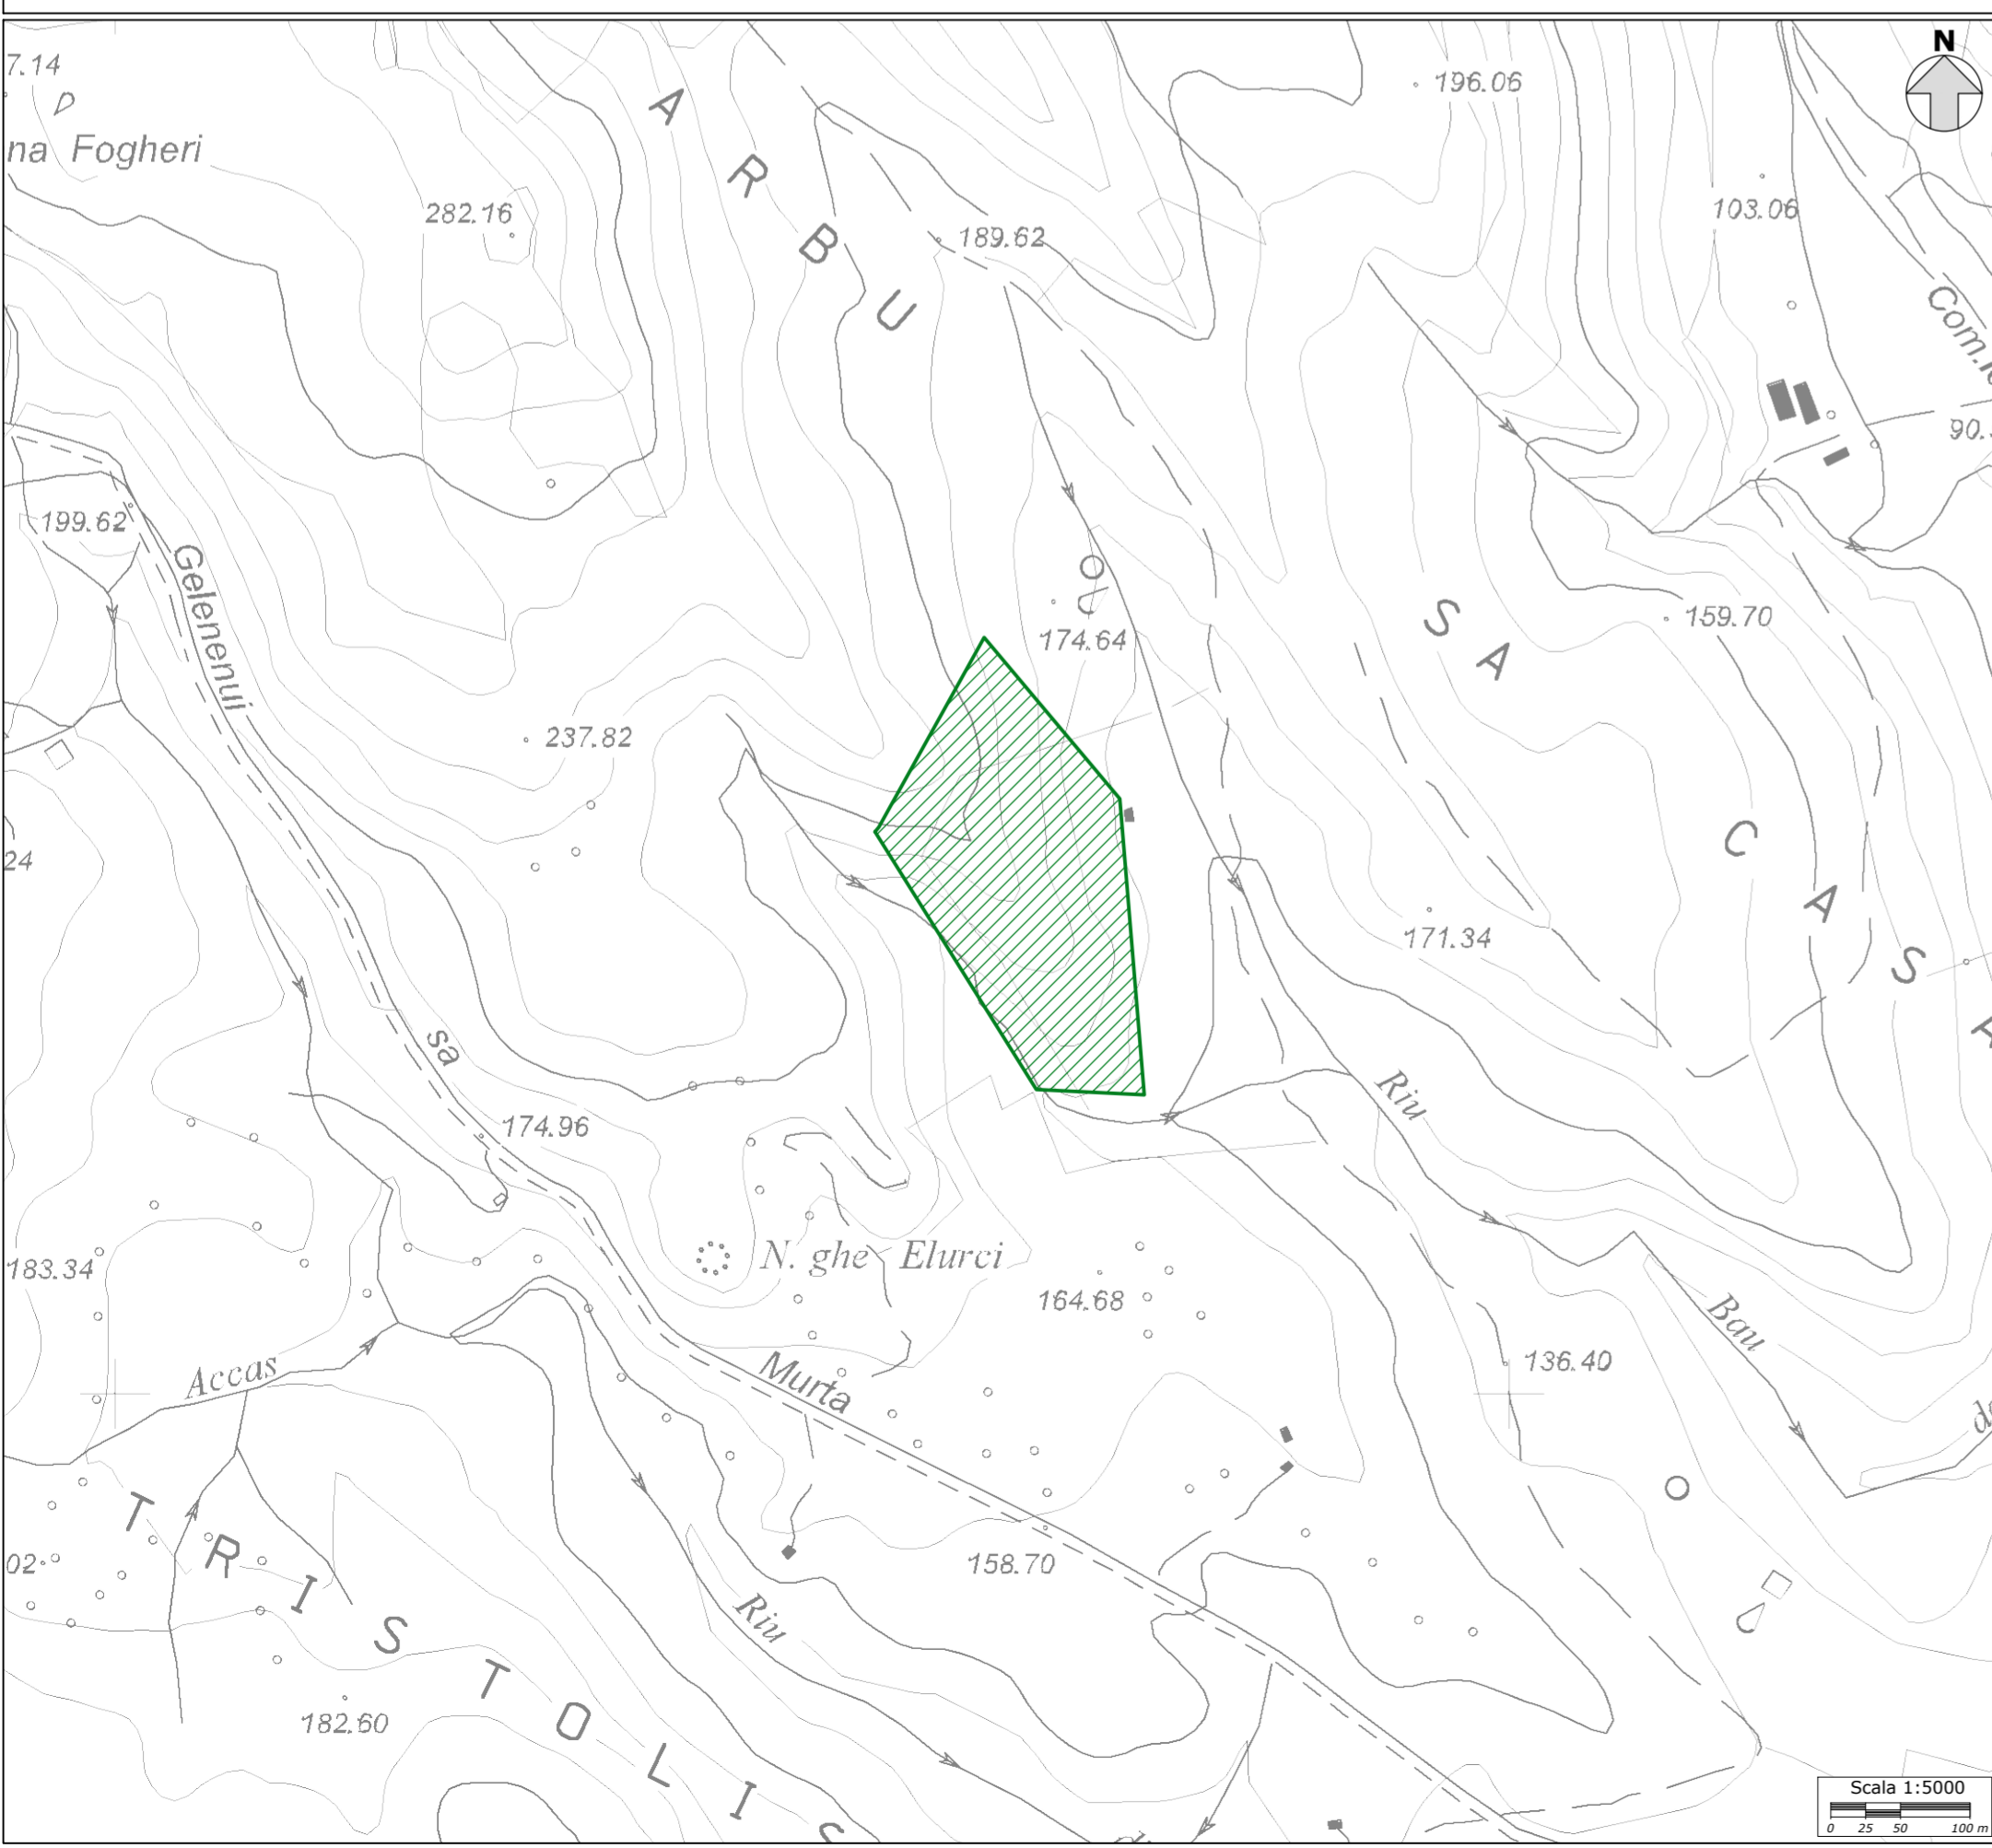 N
7.14
196.06
na Fogheri
282.16
103.06
189.62
A R B U
90.
199.62
Gelenenui
174.64
159.70
237.82
24
171.34
S A
C A S
sa
174.96
Riu
N. ghe Elurci
183.34
164.68
Bau
136.40
Accas
Murta
158.70
02
Riu
182.60
T R I S T O L I S
Scala 1:5000
0 25 50 100 m